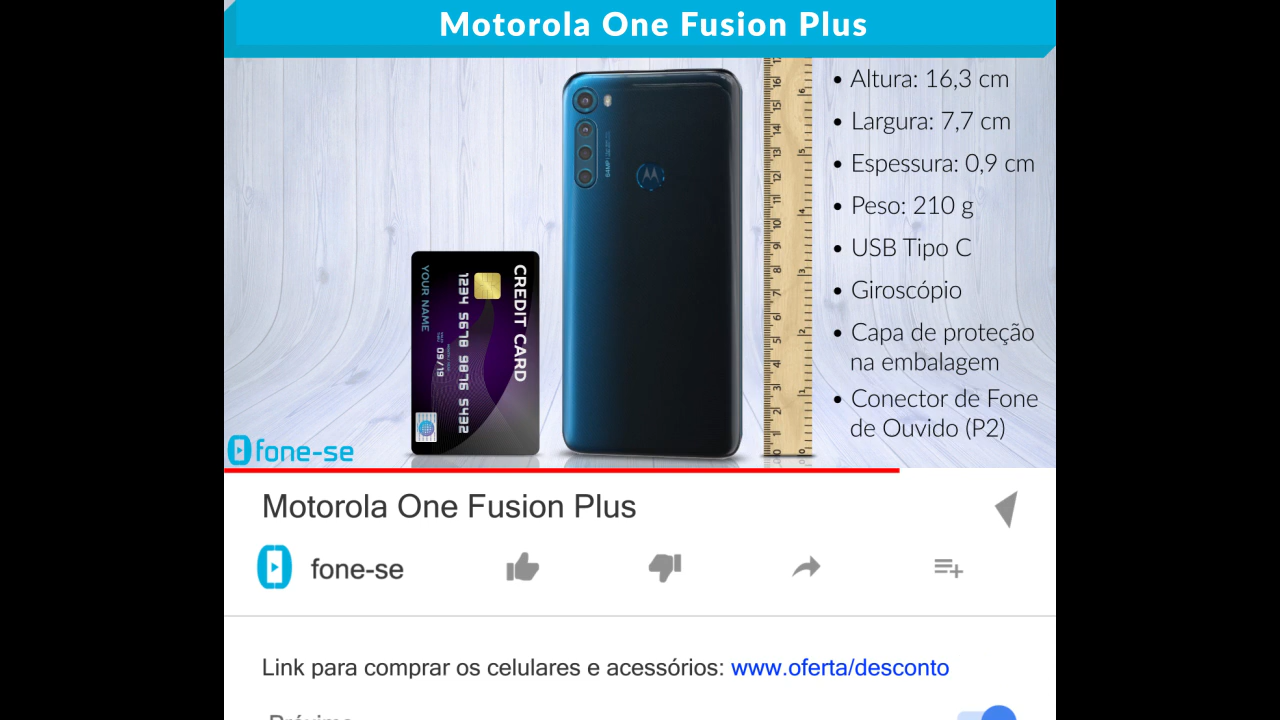 Motorola One Fusion Plus
• Altura: 16,3 cm
• Largura: 7,7 cm
• Espessura: 0,9 cm
• Peso: 210 g
• USB Tipo C
• Giroscópio
• Capa de proteção
na embalagem
• Conector de Fone
de Ouvido (P2)
CREDIT CARD
1234 5678 9876 5432
09/19
YOUR NAME
fone-se
Motorola One Fusion Plus
fone-se
Link para comprar os celulares e acessórios: www.oferta/desconto